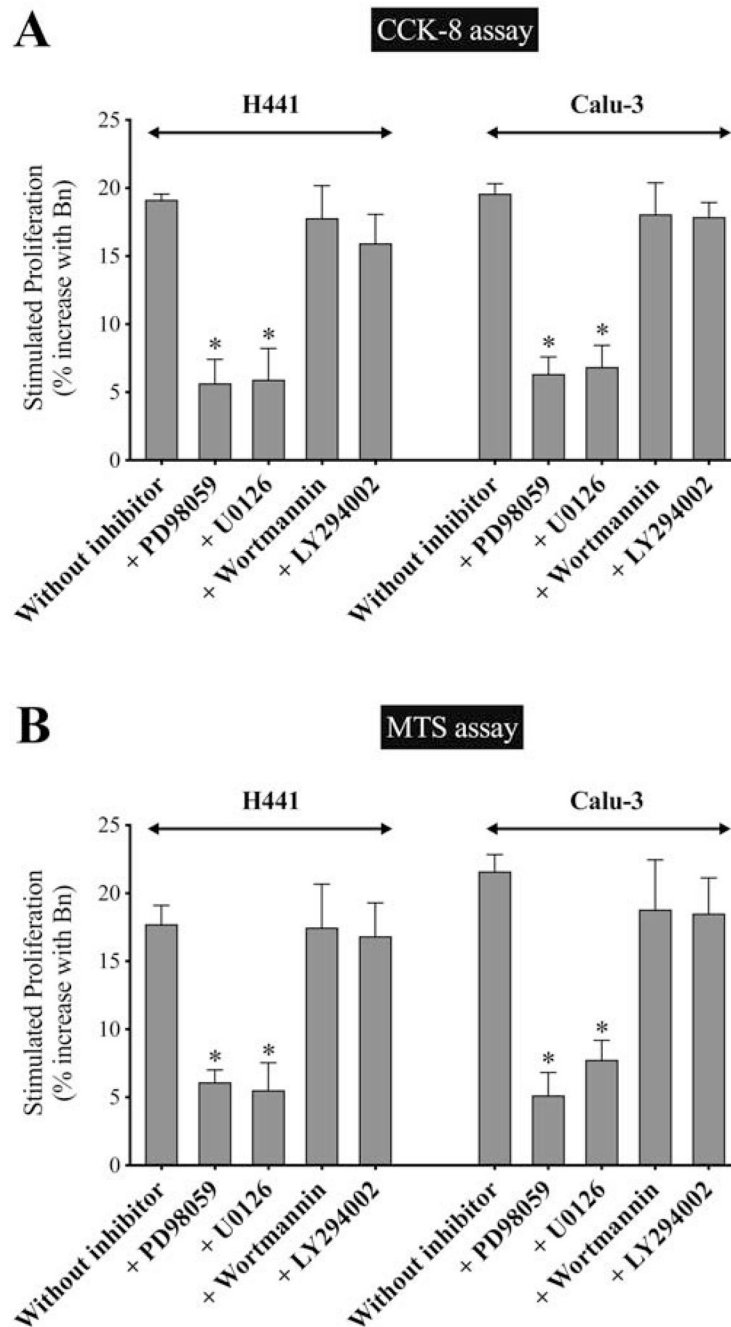 A
CCK-8 assay
H441
Calu-3
Stimulated Proliferation
(% increase with Bn)
25
20
15
10
5
0
*
*
*
*
Without inhibitor
+ PD98059
+ U0126
+ Wortmannin
+ LY294002
Without inhibitor
+ PD98059
+ U0126
+ Wortmannin
+ LY294002
B
MTS assay
H441
Calu-3
Stimulated Proliferation
(% increase with Bn)
25
20
15
10
5
0
*
*
*
*
Without inhibitor
+ PD98059
+ U0126
+ Wortmannin
+ LY294002
Without inhibitor
+ PD98059
+ U0126
+ Wortmannin
+ LY294002